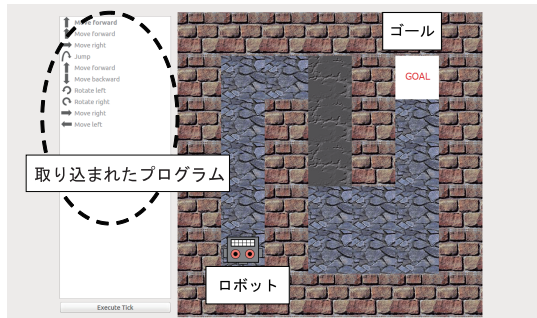 Move forward
Move forward
Move right
Jump
Move forward
Move backward
Rotate left
Rotate right
Move right
Move left
取り込まれたプログラム
Execute Tick
ゴール
GOAL
ロボット